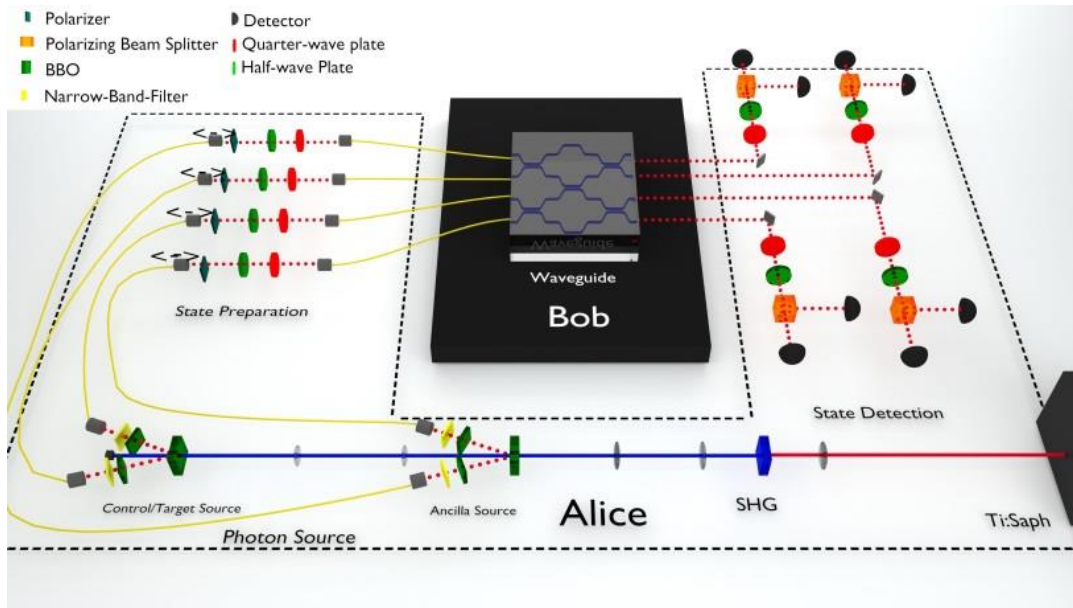 Polarizer
Polarizing Beam Splitter
BBO
Narrow-Band-Filter
Detector
Quarter-wave plate
Half-wave Plate
<->
<->
<->
<->
State Preparation
Waveguide
Waveguide
Bob
State Detection
Control/Target Source
Ancilla Source
Photon Source
Alice
SHG
Ti:Saph